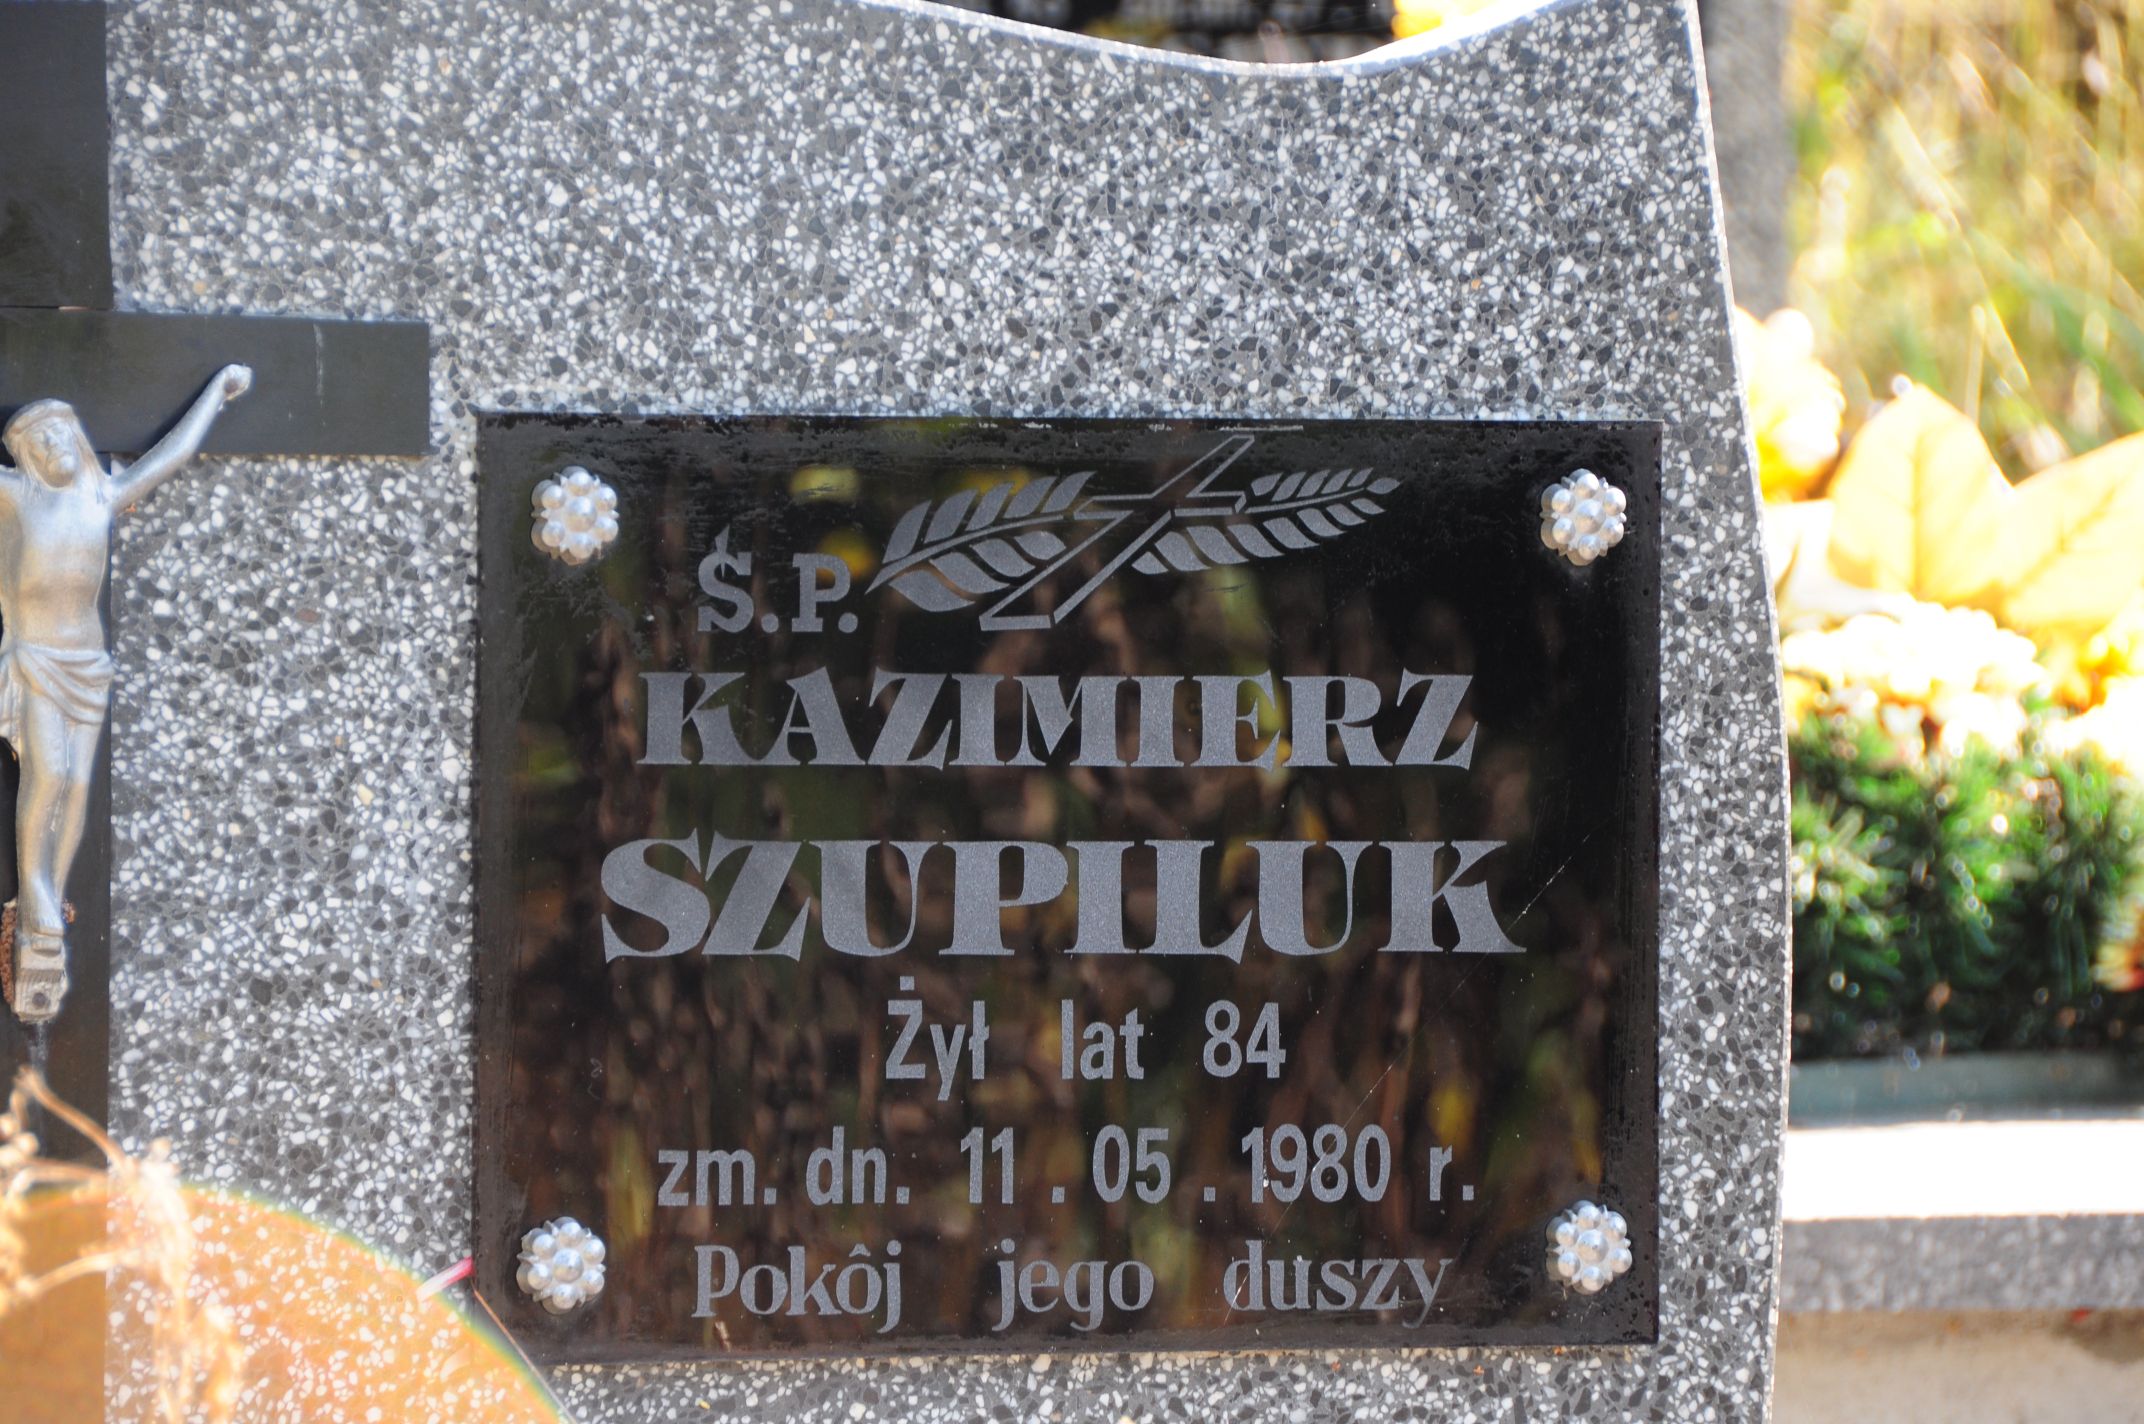 Ś.P.
KAZIMIERZ
SZUPILUK
Żył lat 84
zm. dn. 11.05.1980 r.
Pokôj jego duszy